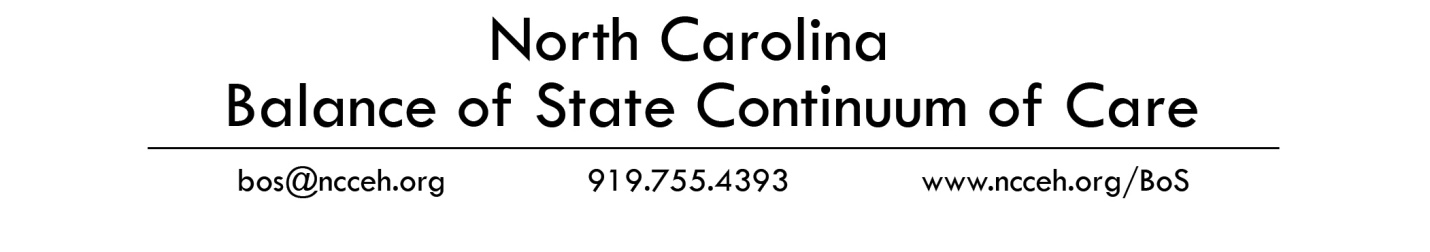 North Carolina
Balance of State Continuum of Care
bos@ncceh.org 919.755.4393 www.ncceh.org/BoS